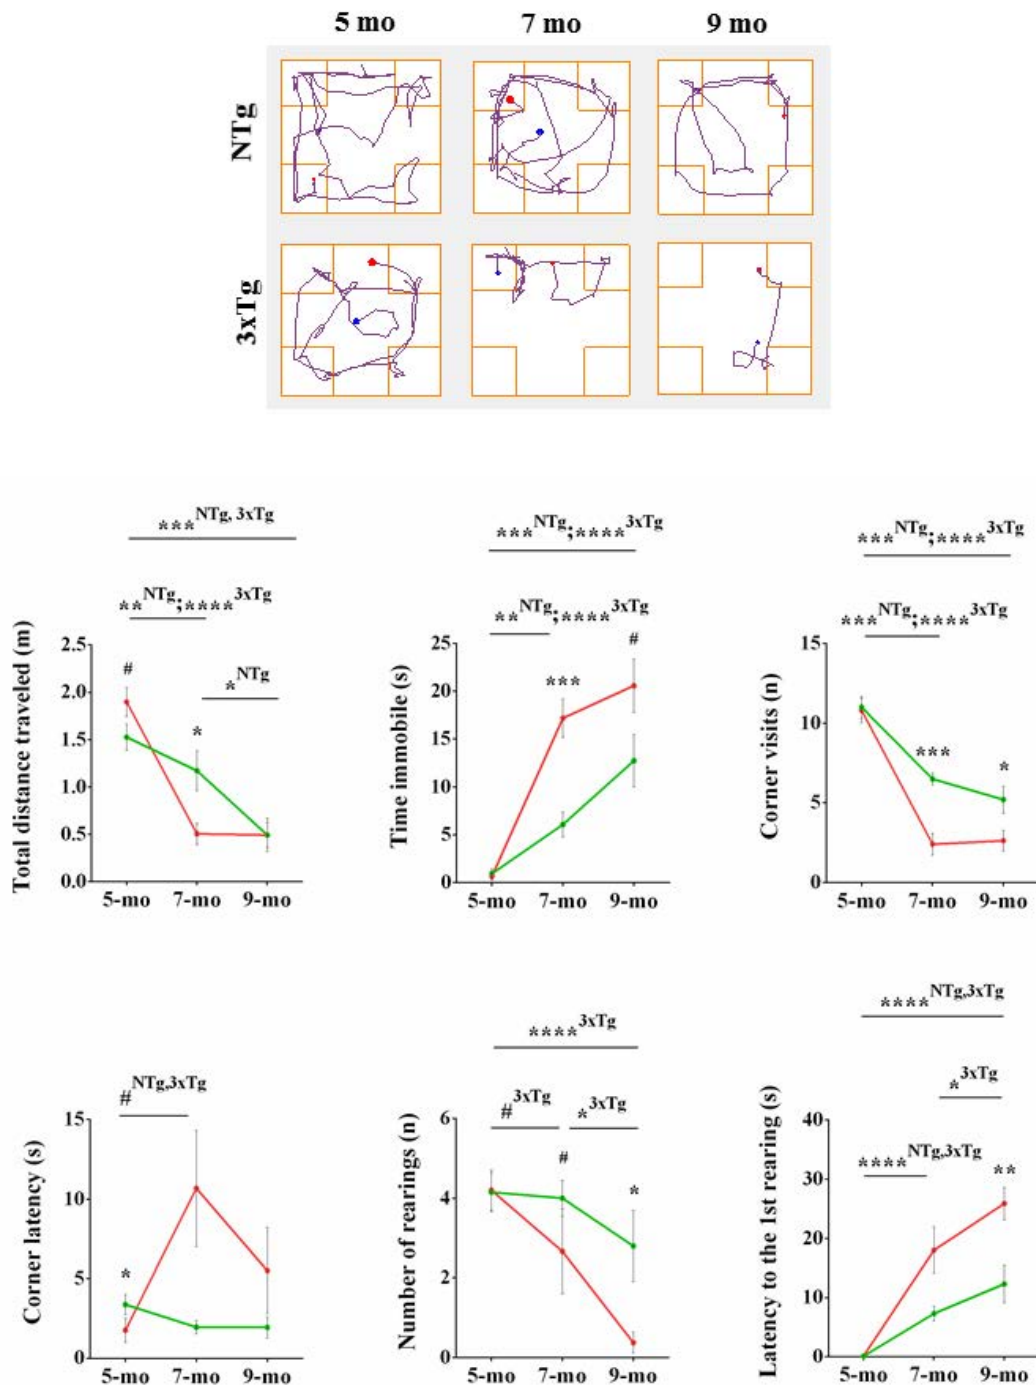 5 mo 7 mo 9 mo
NTg
3xTg
***NTg, 3xTg
**NTg;****3xTg
*NTg
#
*
Total distance traveled (m)
2.5
2.0
1.5
1.0
0.5
0.0
5-mo 7-mo 9-mo
***NTg;****3xTg
**NTg;****3xTg
#
***
Time immobile (s)
25
20
15
10
5
0
5-mo 7-mo 9-mo
***NTg;****3xTg
***NTg;****3xTg
***
*
Corner visits (n)
15
10
5
0
5-mo 7-mo 9-mo
#NTg,3xTg
*
Corner latency (s)
15
10
5
0
5-mo 7-mo 9-mo
****3xTg
#3xTg *3xTg
#
*
Number of rearings (n)
6
4
2
0
5-mo 7-mo 9-mo
****NTg,3xTg
*3xTg
****NTg,3xTg
**
Latency to the 1st rearing (s)
40
30
20
10
0
5-mo 7-mo 9-mo